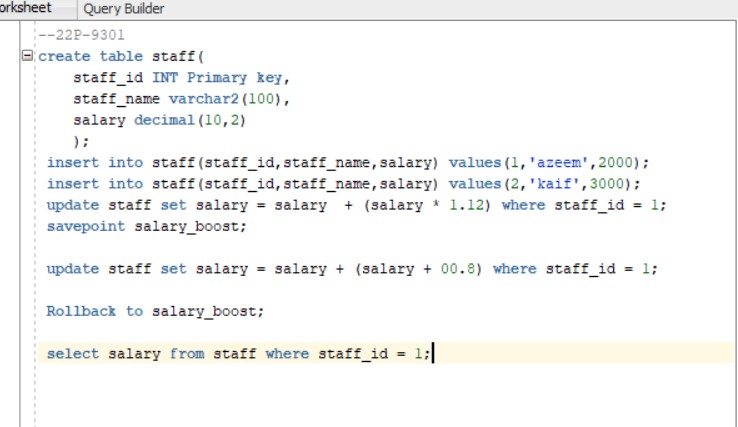 orksheet Query Builder
--22P-9301
create table staff(
staff_id INT Primary key,
staff_name varchar2(100),
salary decimal(10,2)
);
insert into staff(staff_id,staff_name,salary) values(1,'azeem',2000);
insert into staff(staff_id,staff_name,salary) values(2,'kaif',3000);
update staff set salary = salary  + (salary * 1.12) where staff_id = 1;
savepoint salary_boost;
update staff set salary = salary + (salary + 00.8) where staff_id = 1;
Rollback to salary_boost;
select salary from staff where staff_id = 1;